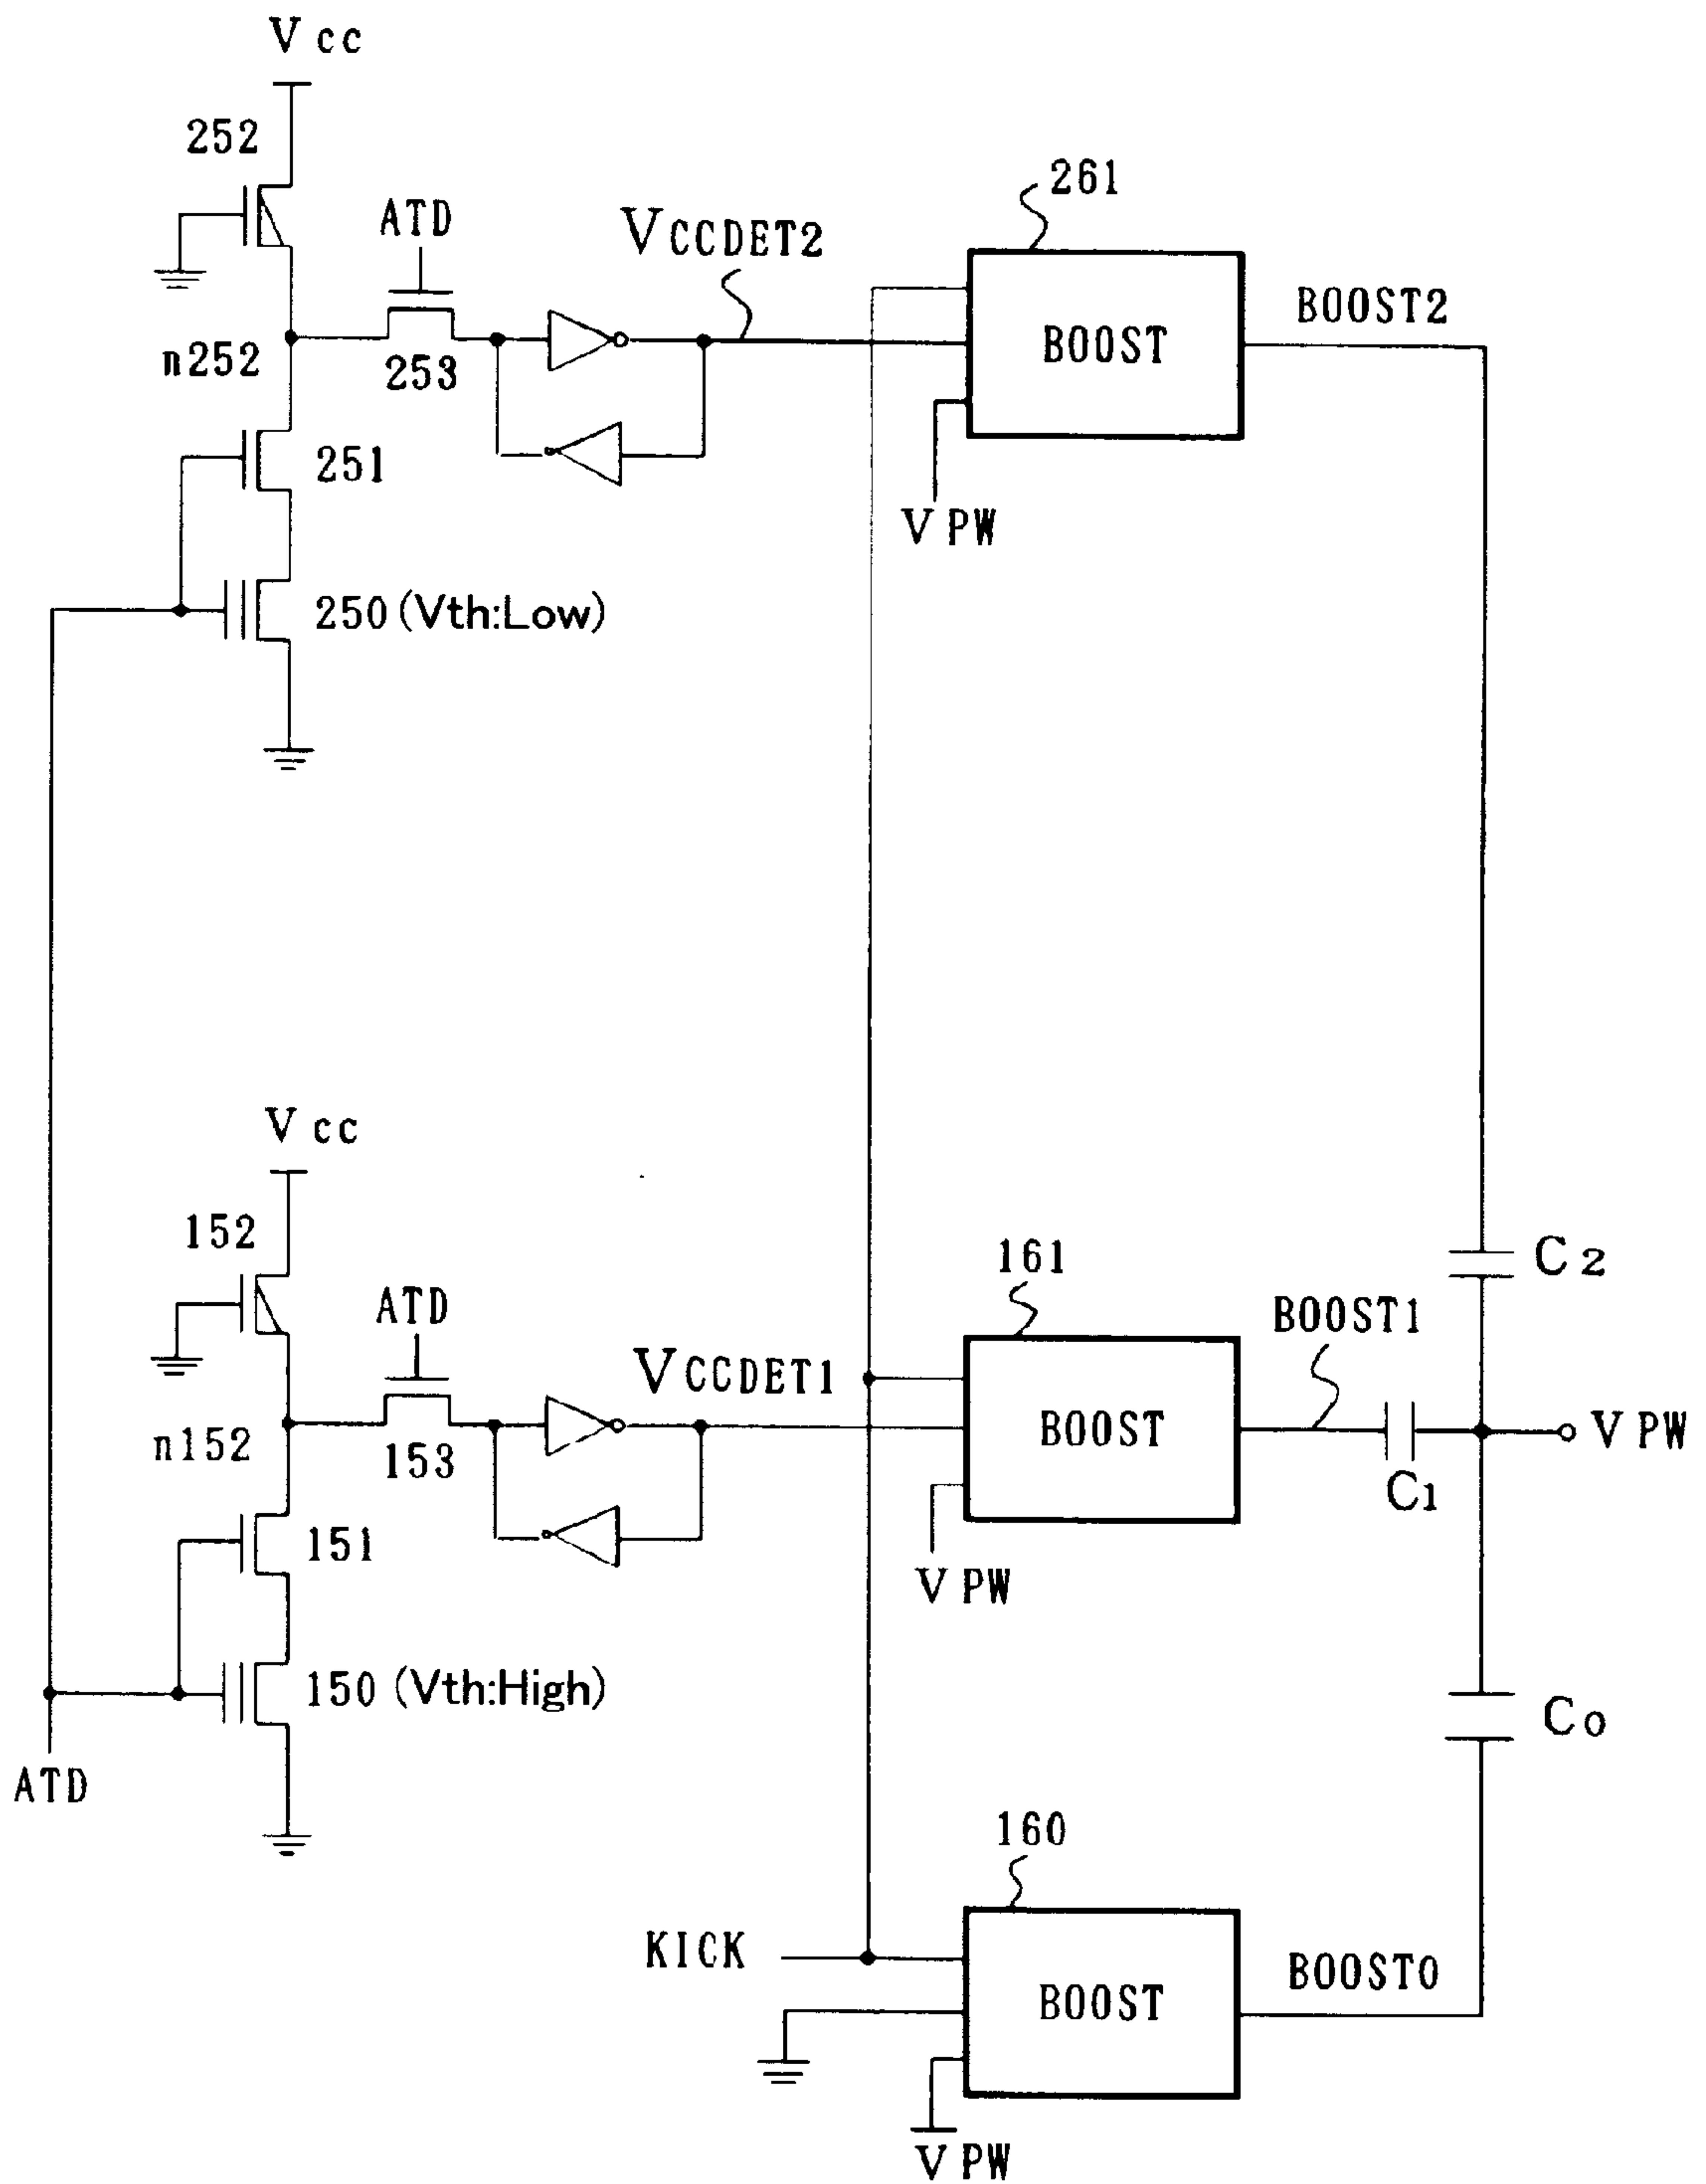 Vcc
252
ATD
VCCDET2
261
BOOST2
BOOST
n252
253
251
VPW
250 (Vth:Low)
Vcc
152
ATD
VCCDET1
161
BOOST1
C2
BOOST
VPW
n152
153
C1
151
VPW
150 (Vth:High)
C0
ATD
160
KICK
BOOST0
BOOST
VPW